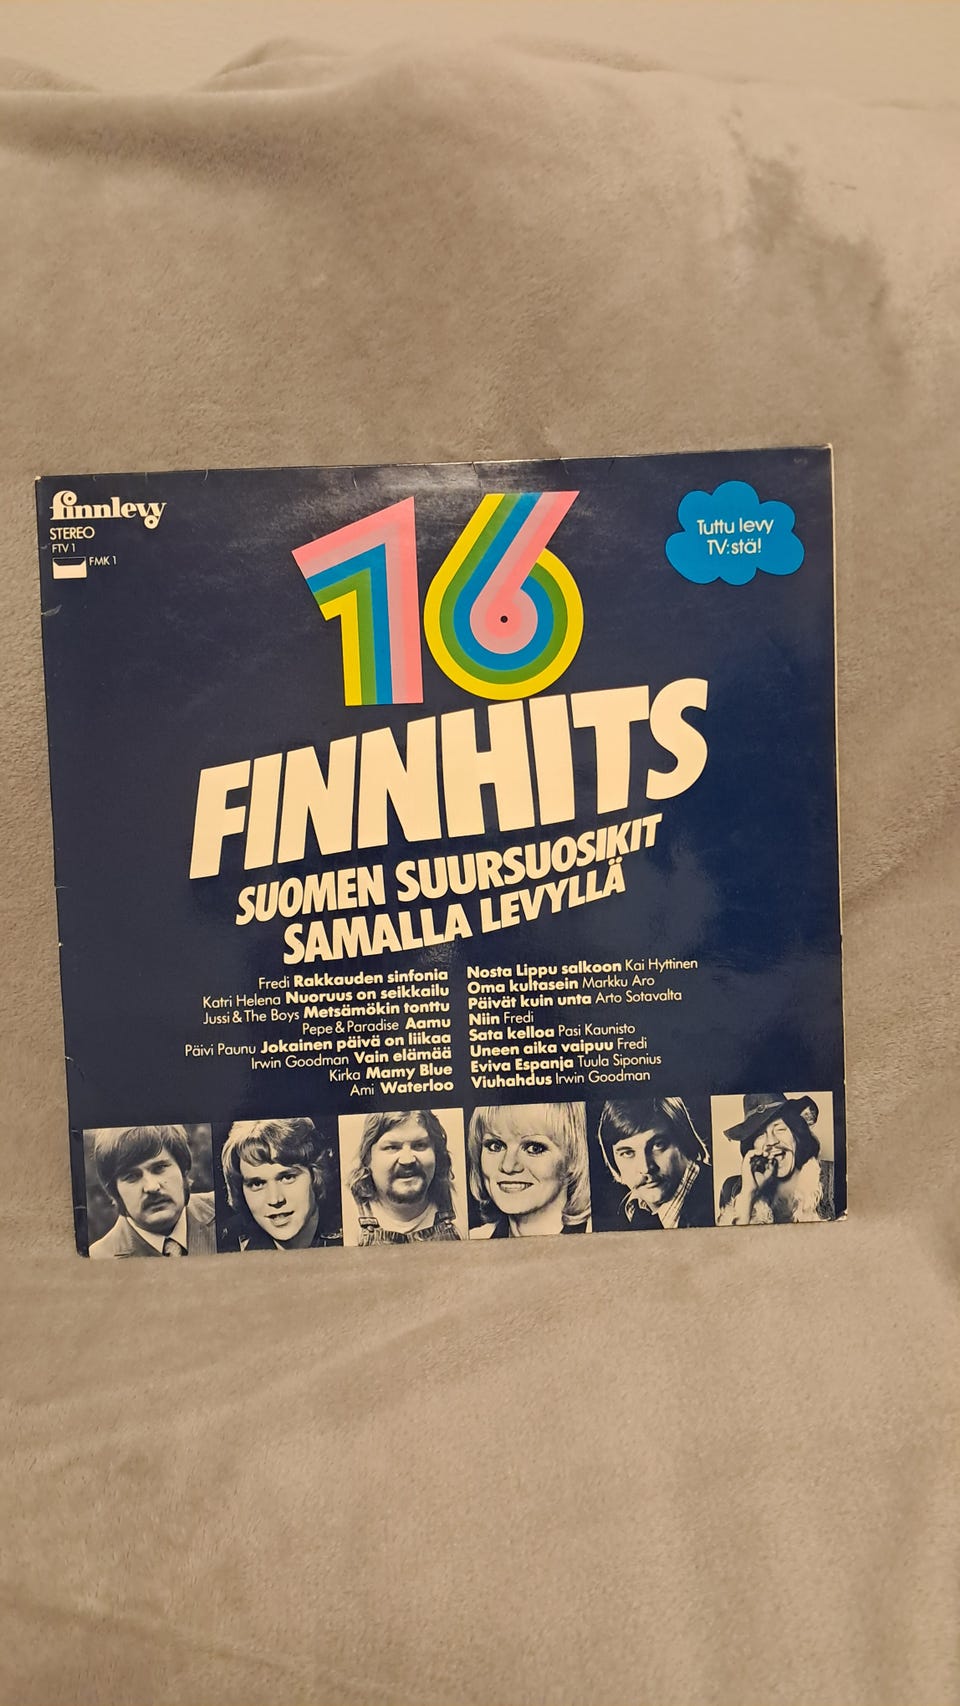 finnlevy
STEREO
FTV 1
FMK 1
16
Tuttu levy
TV:stä!
FINNHITS
SUOMEN SUURSUOSIKIT
SAMALLA LEVYLLÄ
Fredi Rakkauden sinfonia
Katri Helena Nuoruus on seikkailu
Jussi & The Boys Metsämökin tonttu
Pepe & Paradise Aamu
Päivi Paunu Jokainen päivä on liikaa
Irwin Goodman Vain elämää
Kirka Mamy Blue
Ami Waterloo
Nosta Lippu salkoon Kai Hyttinen
Oma kultasein Markku Aro
Päivät kuin unta Arto Sotavalta
Niin Fredi
Sata kelloa Pasi Kaunisto
Uneen aika vaipuu Fredi
Eviva Espanja Tuula Siponius
Viuhahdus Irwin Goodman